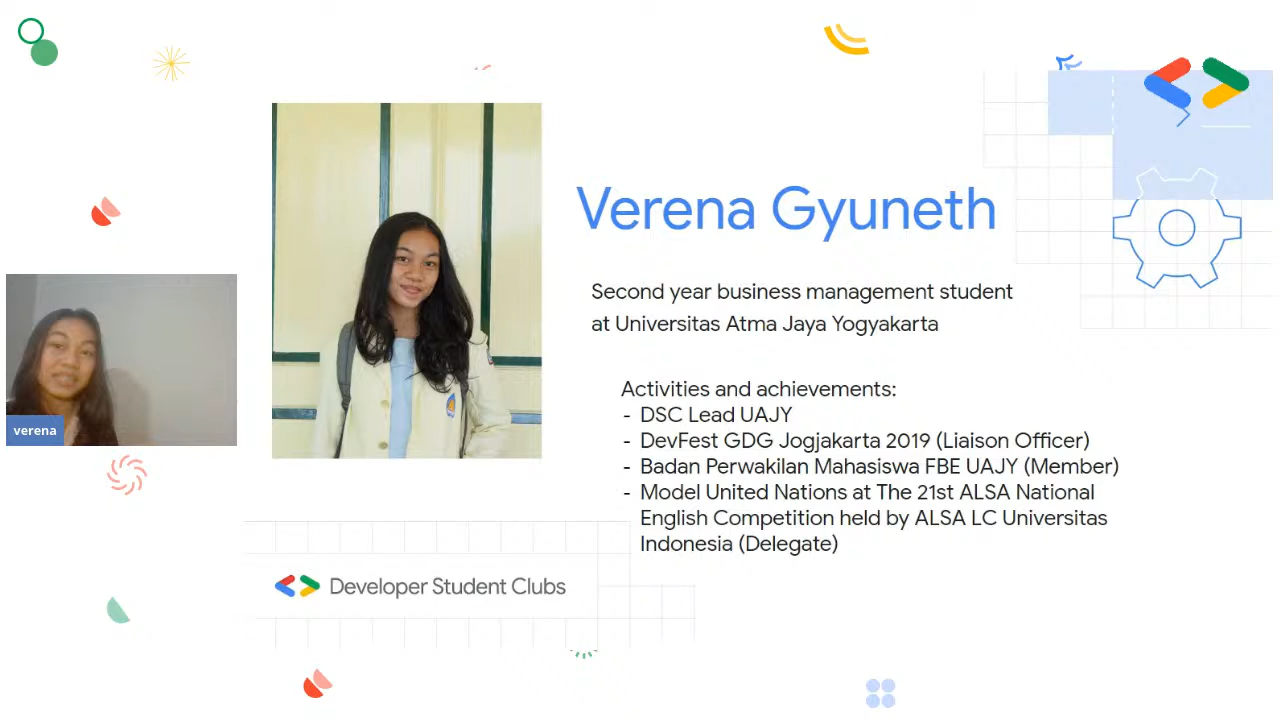 Verena Gyuneth
Second year business management student
at Universitas Atma Jaya Yogyakarta
verena
Activities and achievements:
- DSC Lead UAJY
- DevFest GDG Jogjakarta 2019 (Liaison Officer)
- Badan Perwakilan Mahasiswa FBE UAJY (Member)
- Model United Nations at The 21st ALSA National
English Competition held by ALSA LC Universitas
Indonesia (Delegate)
Developer Student Clubs